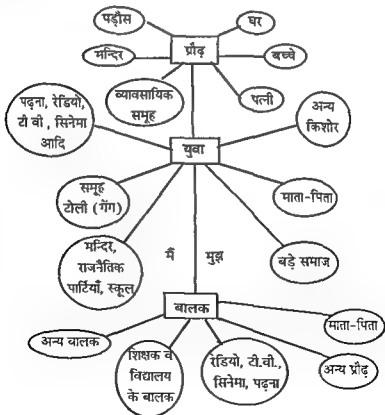 पड़ौस
घर
मन्दिर
प्रौढ़
बच्चे
व्यावसायिक
समूह
पत्नी
पढ़ना, रेडियो,
टी वी , सिनेमा
आदि
अन्य
किशोर
युवा
समूह
टोली (गेंग)
माता-पिता
मन्दिर,
राजनैतिक
पार्टियाँ, स्कूल
मैं
मुझ
बड़े समाज
बालक
माता-पिता
अन्य बालक
शिक्षक व
विद्यालय
के बालक
रेडियो, टी.वी.,
सिनेमा, पढ़ना
अन्य प्रौढ़